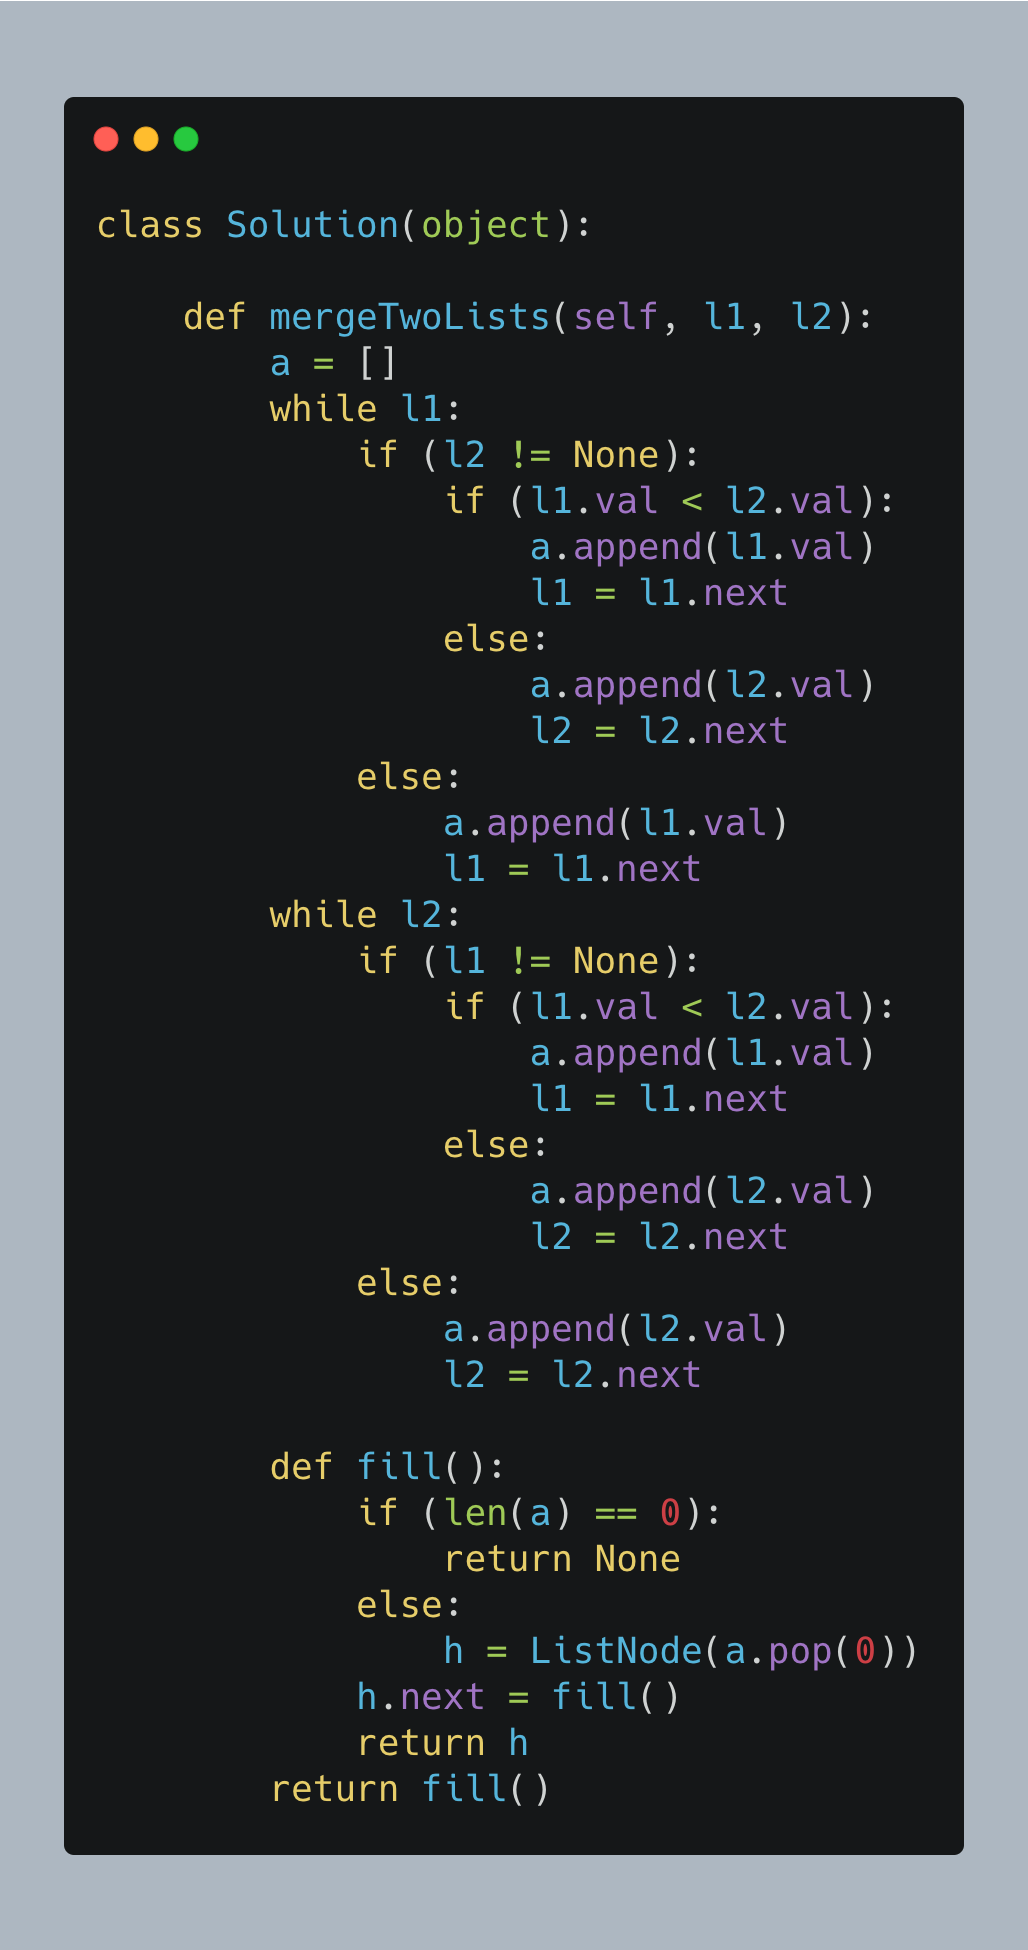 class Solution(object):

    def mergeTwoLists(self, l1, l2):
        a = []
        while l1:
            if (l2 != None):
                if (l1.val < l2.val):
                    a.append(l1.val)
                    l1 = l1.next
                else:
                    a.append(l2.val)
                    l2 = l2.next
            else:
                a.append(l1.val)
                l1 = l1.next
        while l2:
            if (l1 != None):
                if (l1.val < l2.val):
                    a.append(l1.val)
                    l1 = l1.next
                else:
                    a.append(l2.val)
                    l2 = l2.next
            else:
                a.append(l2.val)
                l2 = l2.next

        def fill():
            if (len(a) == 0):
                return None
            else:
                h = ListNode(a.pop(0))
            h.next = fill()
            return h
        return fill()